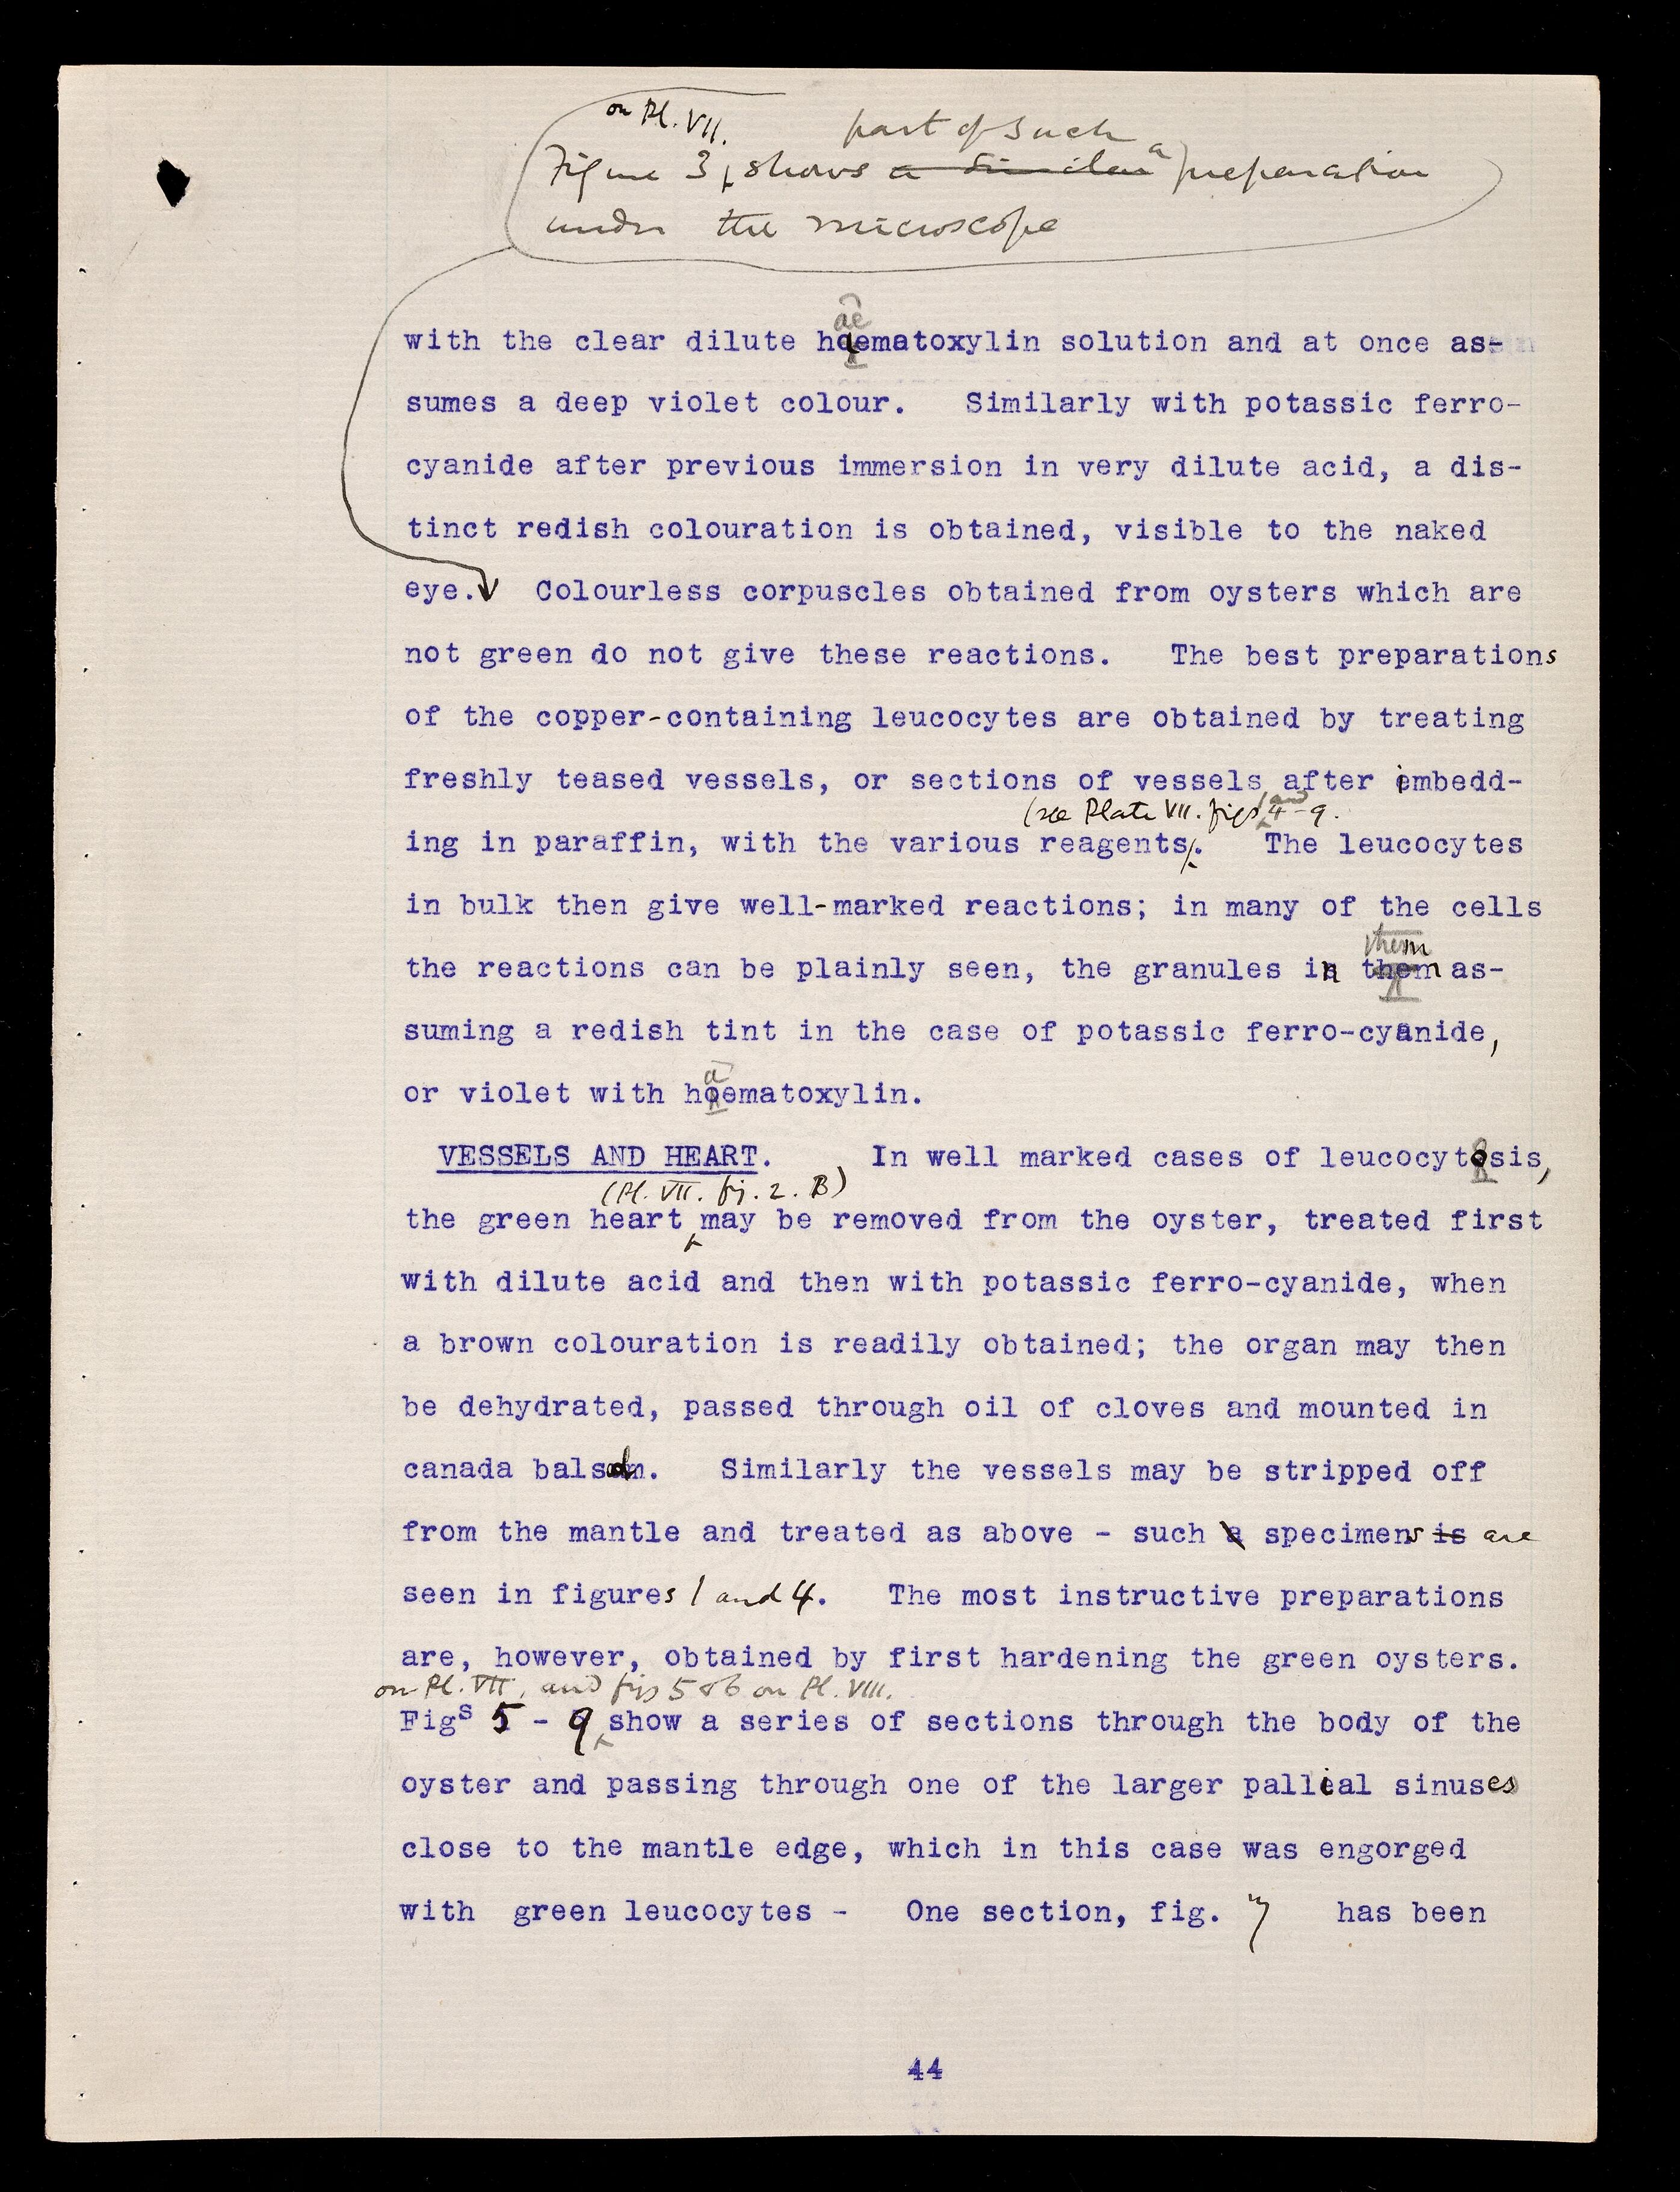 on Pl. VII.   part of such
Figure 3, shows a similar a preparation
under the microscope
ae
with the clear dilute haematoxylin solution and at once as-
sumes a deep violet colour.   Similarly with potassic ferro-
cyanide after previous immersion in very dilute acid, a dis-
tinct redish colouration is obtained, visible to the naked
eye.   Colourless corpuscles obtained from oysters which are
not green do not give these reactions.   The best preparations
of the copper-containing leucocytes are obtained by treating
freshly teased vessels, or sections of vessels after imbedd-
(see Plate VII. figs 1 and 4-9.
ing in paraffin, with the various reagents.   The leucocytes
in bulk then give well-marked reactions; in many of the cells
them
the reactions can be plainly seen, the granules in them as-
suming a redish tint in the case of potassic ferro-cyanide,
a
or violet with haematoxylin.
VESSELS AND HEART.   In well marked cases of leucocytosis,
(Pl. VII. fig. 2. B)
the green heart may be removed from the oyster, treated first
with dilute acid and then with potassic ferro-cyanide, when
a brown colouration is readily obtained; the organ may then
be dehydrated, passed through oil of cloves and mounted in
canada balsam.   Similarly the vessels may be stripped off
from the mantle and treated as above - such a specimens is are
seen in figures 1 and 4.   The most instructive preparations
are, however, obtained by first hardening the green oysters.
on Pl. VII, and figs 5 & 6 on Pl. VIII.
Figs 5 - 9 show a series of sections through the body of the
oyster and passing through one of the larger pallial sinuses
close to the mantle edge, which in this case was engorged
with green leucocytes -   One section, fig. 7   has been
44